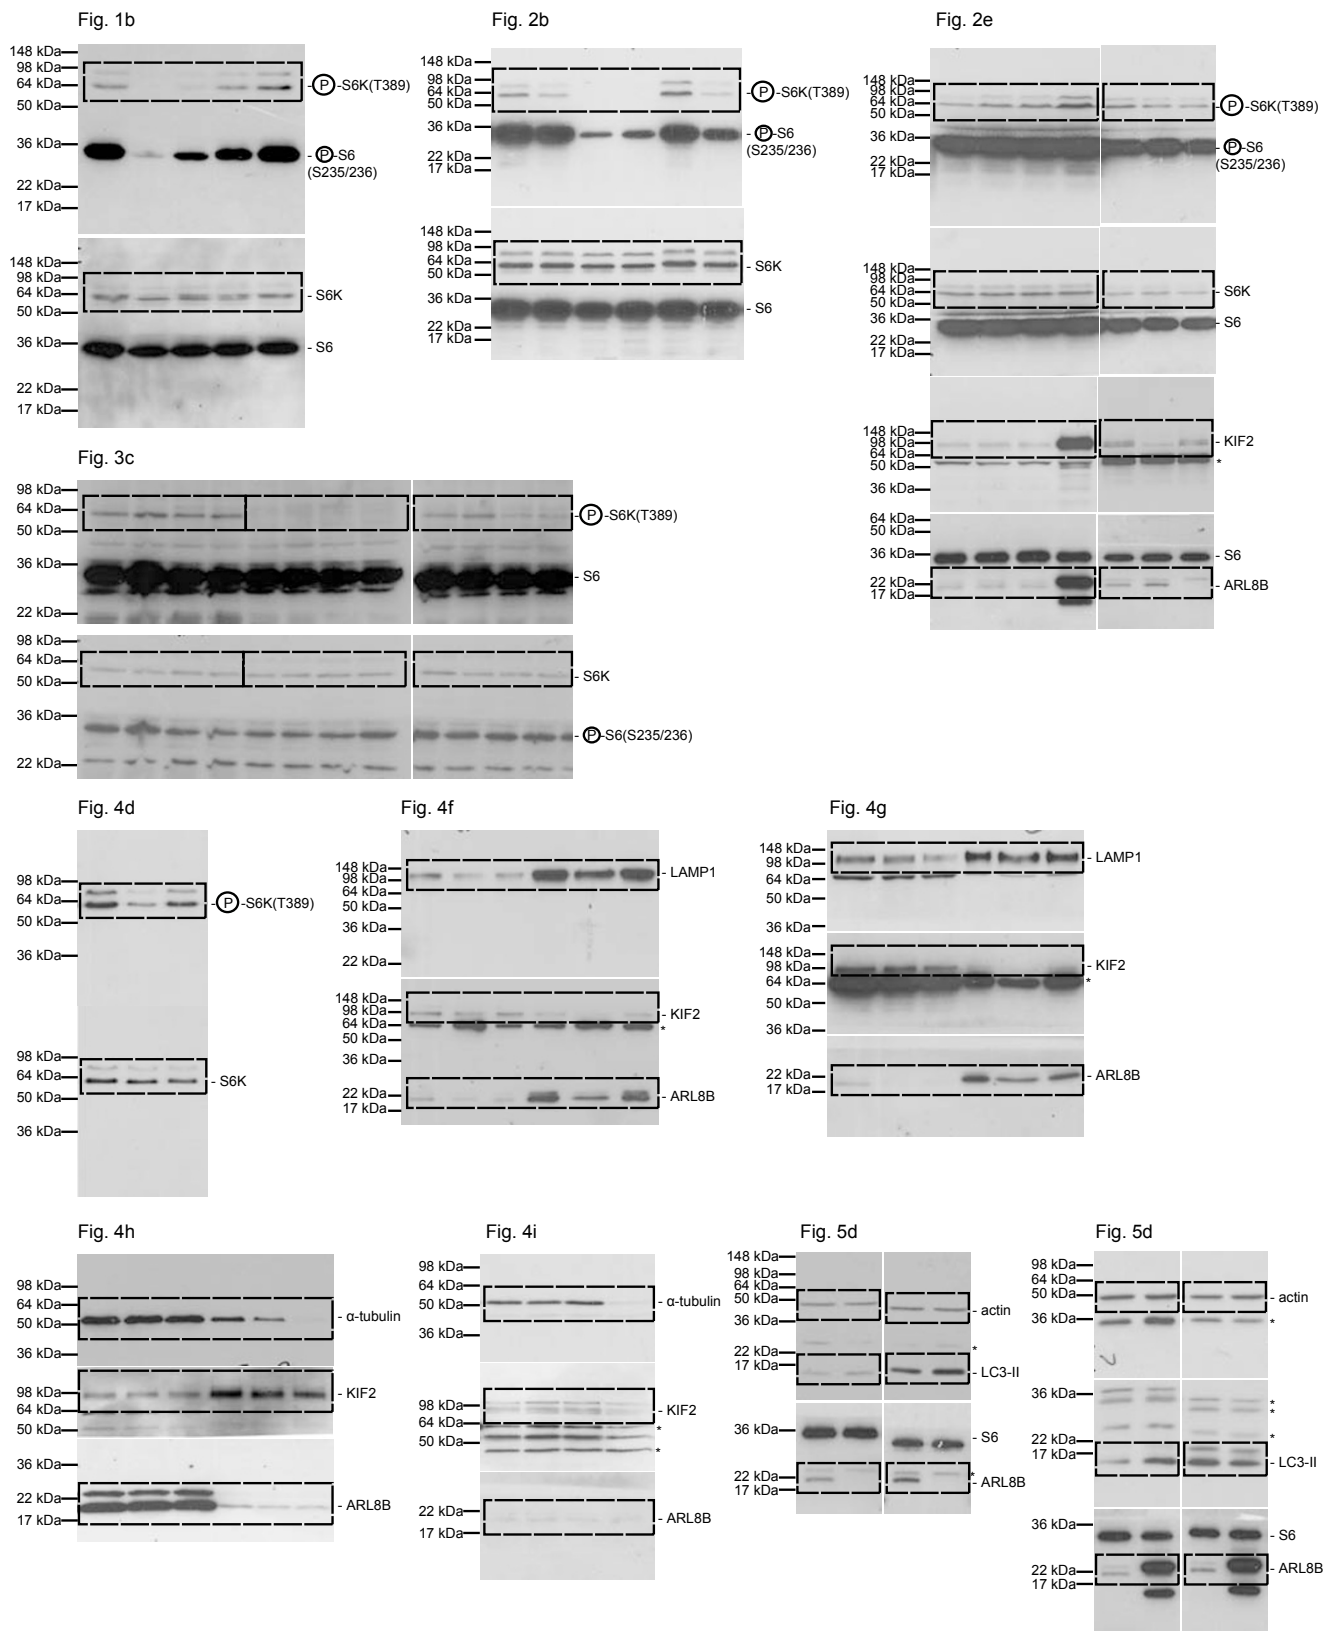 Fig. 1b
148 kDa
98 kDa
64 kDa
50 kDa
36 kDa
22 kDa
17 kDa
-P-S6K(T389)
-P-S6
(S235/236)
148 kDa
98 kDa
64 kDa
50 kDa
36 kDa
22 kDa
17 kDa
- S6K
- S6
Fig. 2b
148 kDa
98 kDa
64 kDa
50 kDa
36 kDa
22 kDa
17 kDa
-P-S6K(T389)
-P-S6
(S235/236)
148 kDa
98 kDa
64 kDa
50 kDa
36 kDa
22 kDa
17 kDa
- S6K
- S6
Fig. 2e
148 kDa
98 kDa
64 kDa
50 kDa
36 kDa
22 kDa
17 kDa
-P-S6K(T389)
-P-S6
(S235/236)
148 kDa
98 kDa
64 kDa
50 kDa
36 kDa
22 kDa
17 kDa
- S6K
- S6
148 kDa
98 kDa
64 kDa
50 kDa
36 kDa
- KIF2
*
64 kDa
50 kDa
36 kDa
22 kDa
17 kDa
- S6
- ARL8B
Fig. 3c
98 kDa
64 kDa
50 kDa
36 kDa
22 kDa
-P-S6K(T389)
- S6
98 kDa
64 kDa
50 kDa
36 kDa
22 kDa
- S6K
-P-S6(S235/236)
Fig. 4d
98 kDa
64 kDa
50 kDa
36 kDa
-P-S6K(T389)
98 kDa
64 kDa
50 kDa
36 kDa
- S6K
Fig. 4f
148 kDa
98 kDa
64 kDa
50 kDa
36 kDa
22 kDa
- LAMP1
148 kDa
98 kDa
64 kDa
50 kDa
36 kDa
22 kDa
17 kDa
- KIF2
*
- ARL8B
Fig. 4g
148 kDa
98 kDa
64 kDa
50 kDa
36 kDa
- LAMP1
148 kDa
98 kDa
64 kDa
50 kDa
36 kDa
- KIF2
*
22 kDa
17 kDa
- ARL8B
Fig. 4h
98 kDa
64 kDa
50 kDa
36 kDa
- α-tubulin
98 kDa
64 kDa
50 kDa
- KIF2
36 kDa
22 kDa
17 kDa
- ARL8B
Fig. 4i
98 kDa
64 kDa
50 kDa
36 kDa
- α-tubulin
98 kDa
64 kDa
50 kDa
- KIF2
*
*
22 kDa
17 kDa
- ARL8B
Fig. 5d
148 kDa
98 kDa
64 kDa
50 kDa
36 kDa
22 kDa
17 kDa
- actin
*
- LC3-II
36 kDa
22 kDa
17 kDa
- S6
*
- ARL8B
Fig. 5d
98 kDa
64 kDa
50 kDa
36 kDa
- actin
*
36 kDa
22 kDa
17 kDa
*
*
*
- LC3-II
36 kDa
22 kDa
17 kDa
- S6
- ARL8B